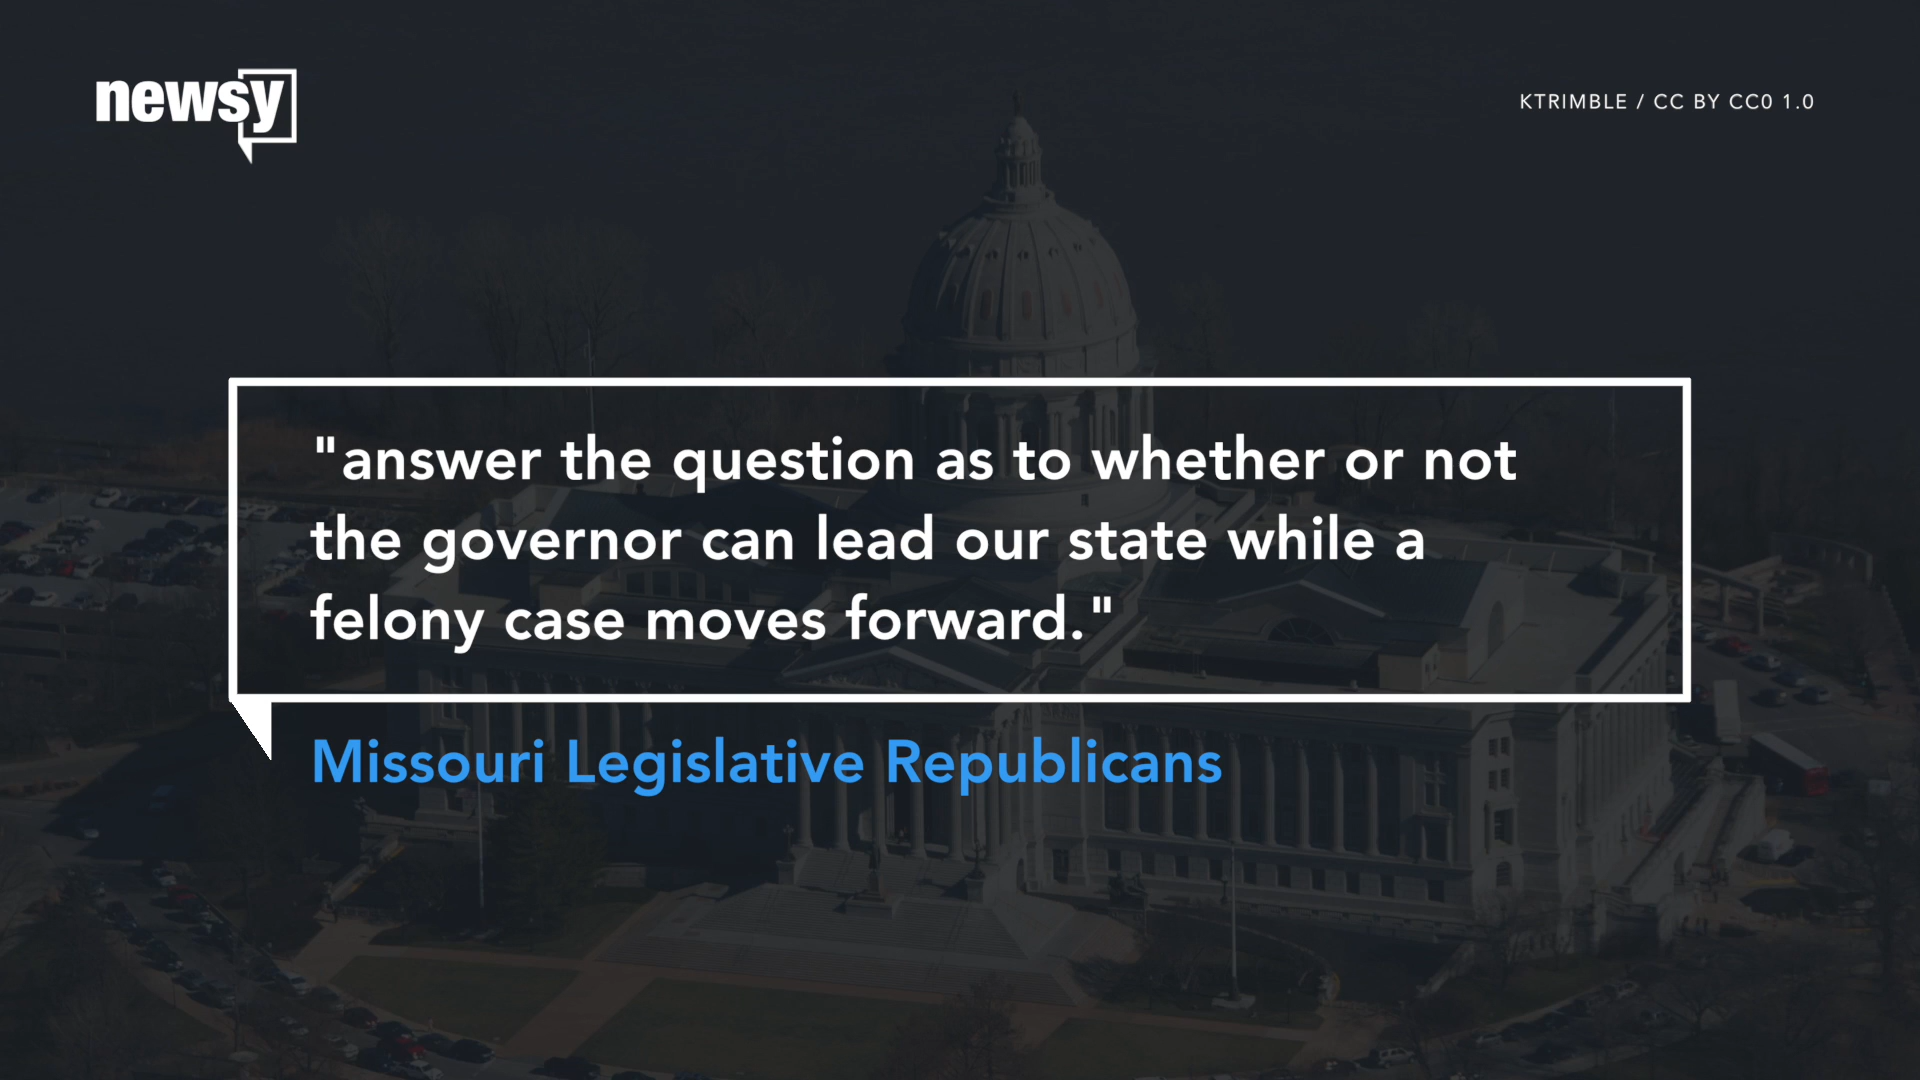 newsy
KTRIMBLE / CC BY CC0 1.0
"answer the question as to whether or not
the governor can lead our state while a
felony case moves forward."
Missouri Legislative Republicans